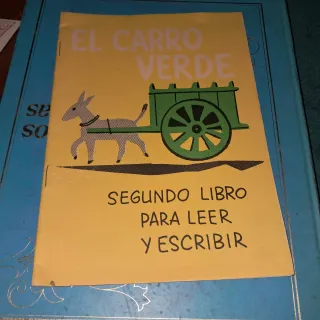 EL CARRO
VERDE
SEGUNDO LIBRO
PARA LEER
Y ESCRIBIR